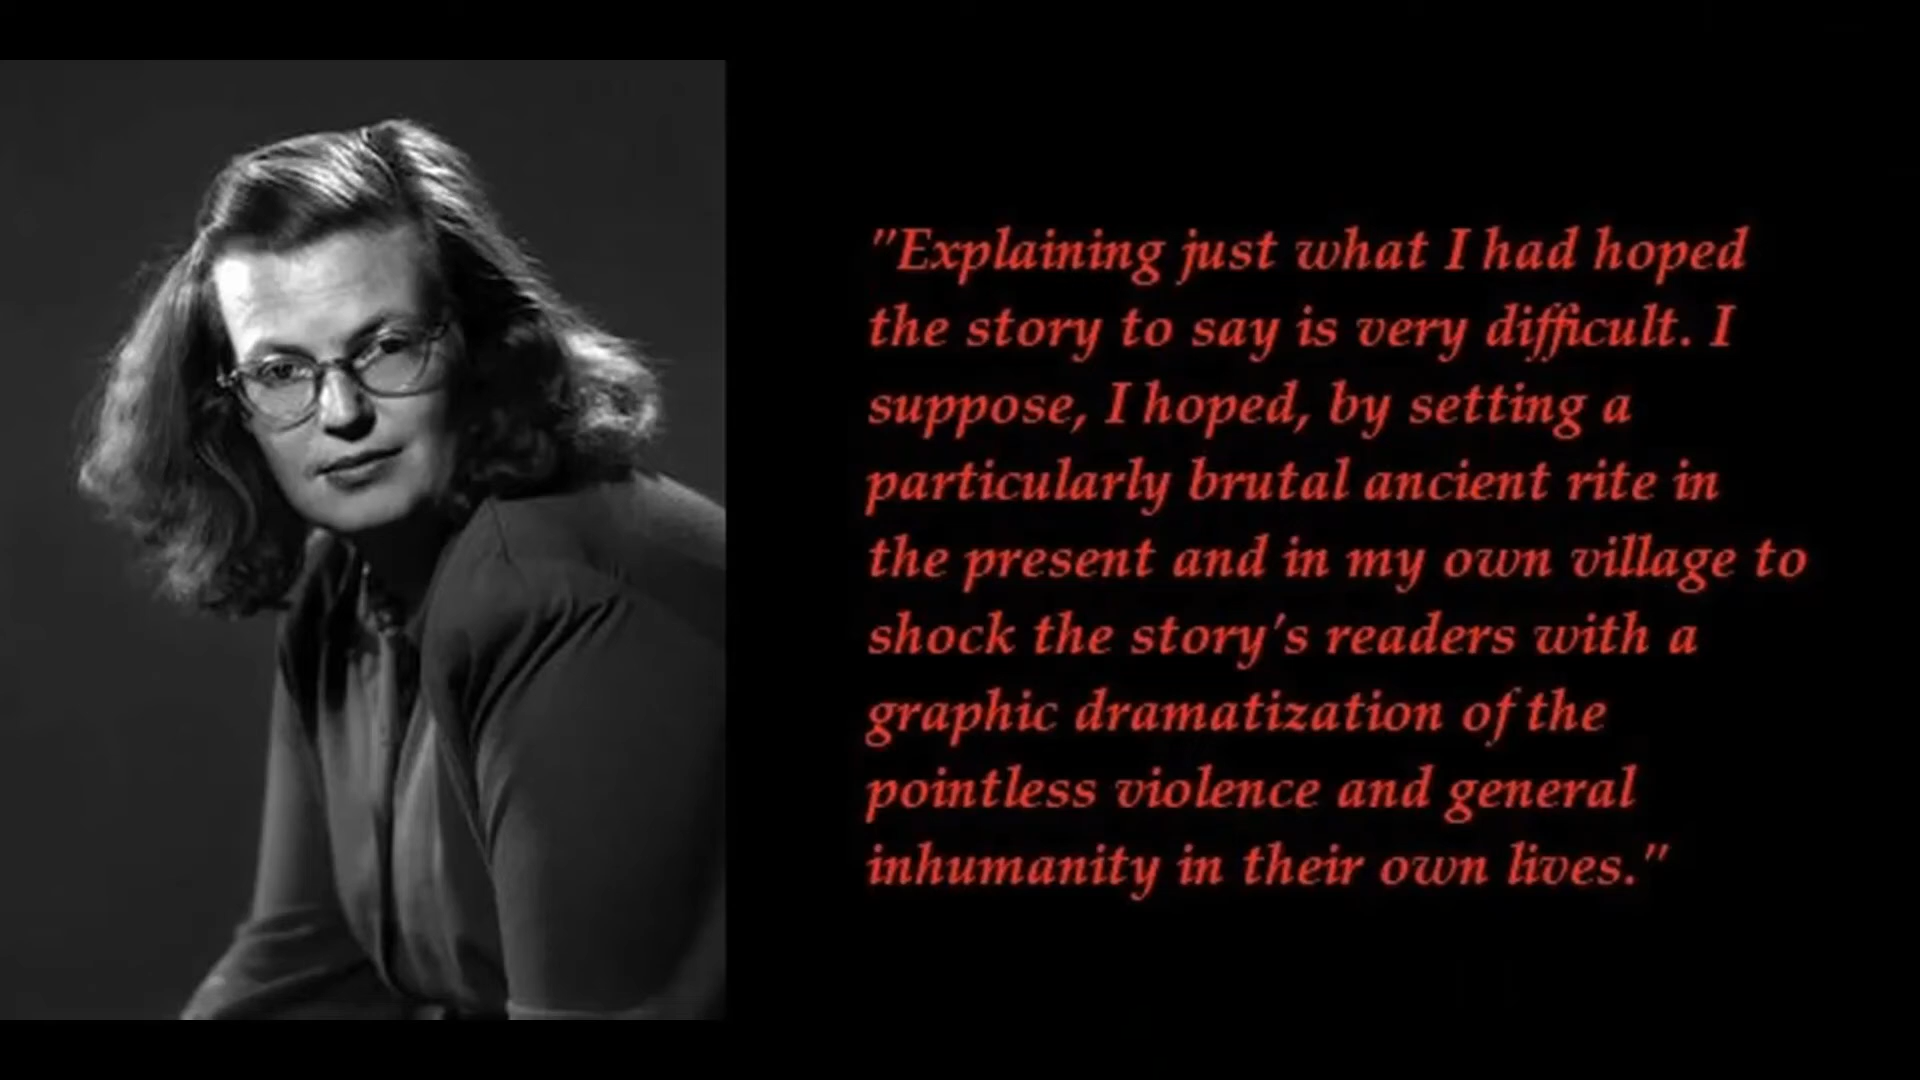 "Explaining just what I had hoped
the story to say is very difficult. I
suppose, I hoped, by setting a
particularly brutal ancient rite in
the present and in my own village to
shock the story's readers with a
graphic dramatization of the
pointless violence and general
inhumanity in their own lives."